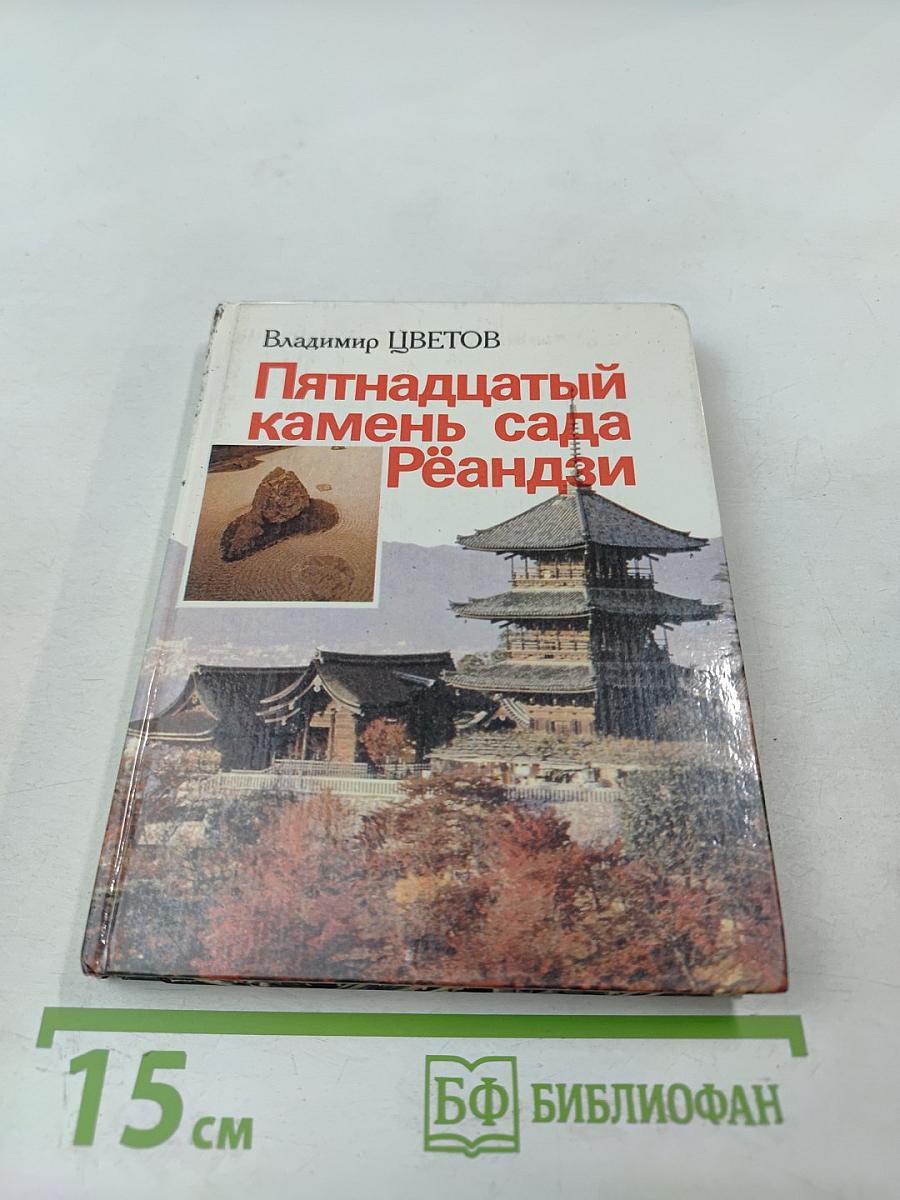 Владимир ЦВЕТОВ
Пятнадцатый
камень сада
Рёандзи
15 см
БФ БИБЛИОФАН